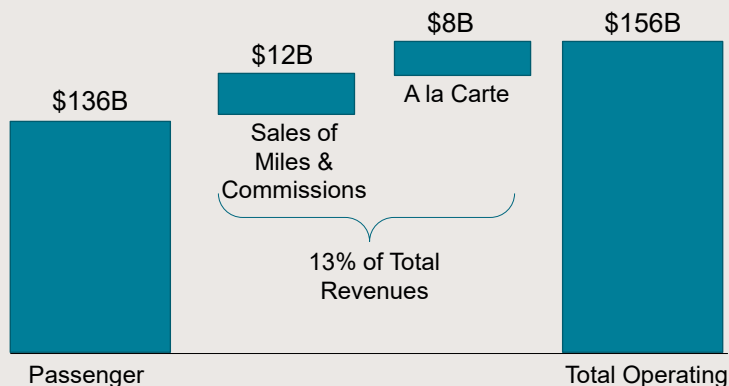 $136B
Passenger
$12B
Sales of
Miles &
Commissions
$8B
A la Carte
13% of Total
Revenues
$156B
Total Operating